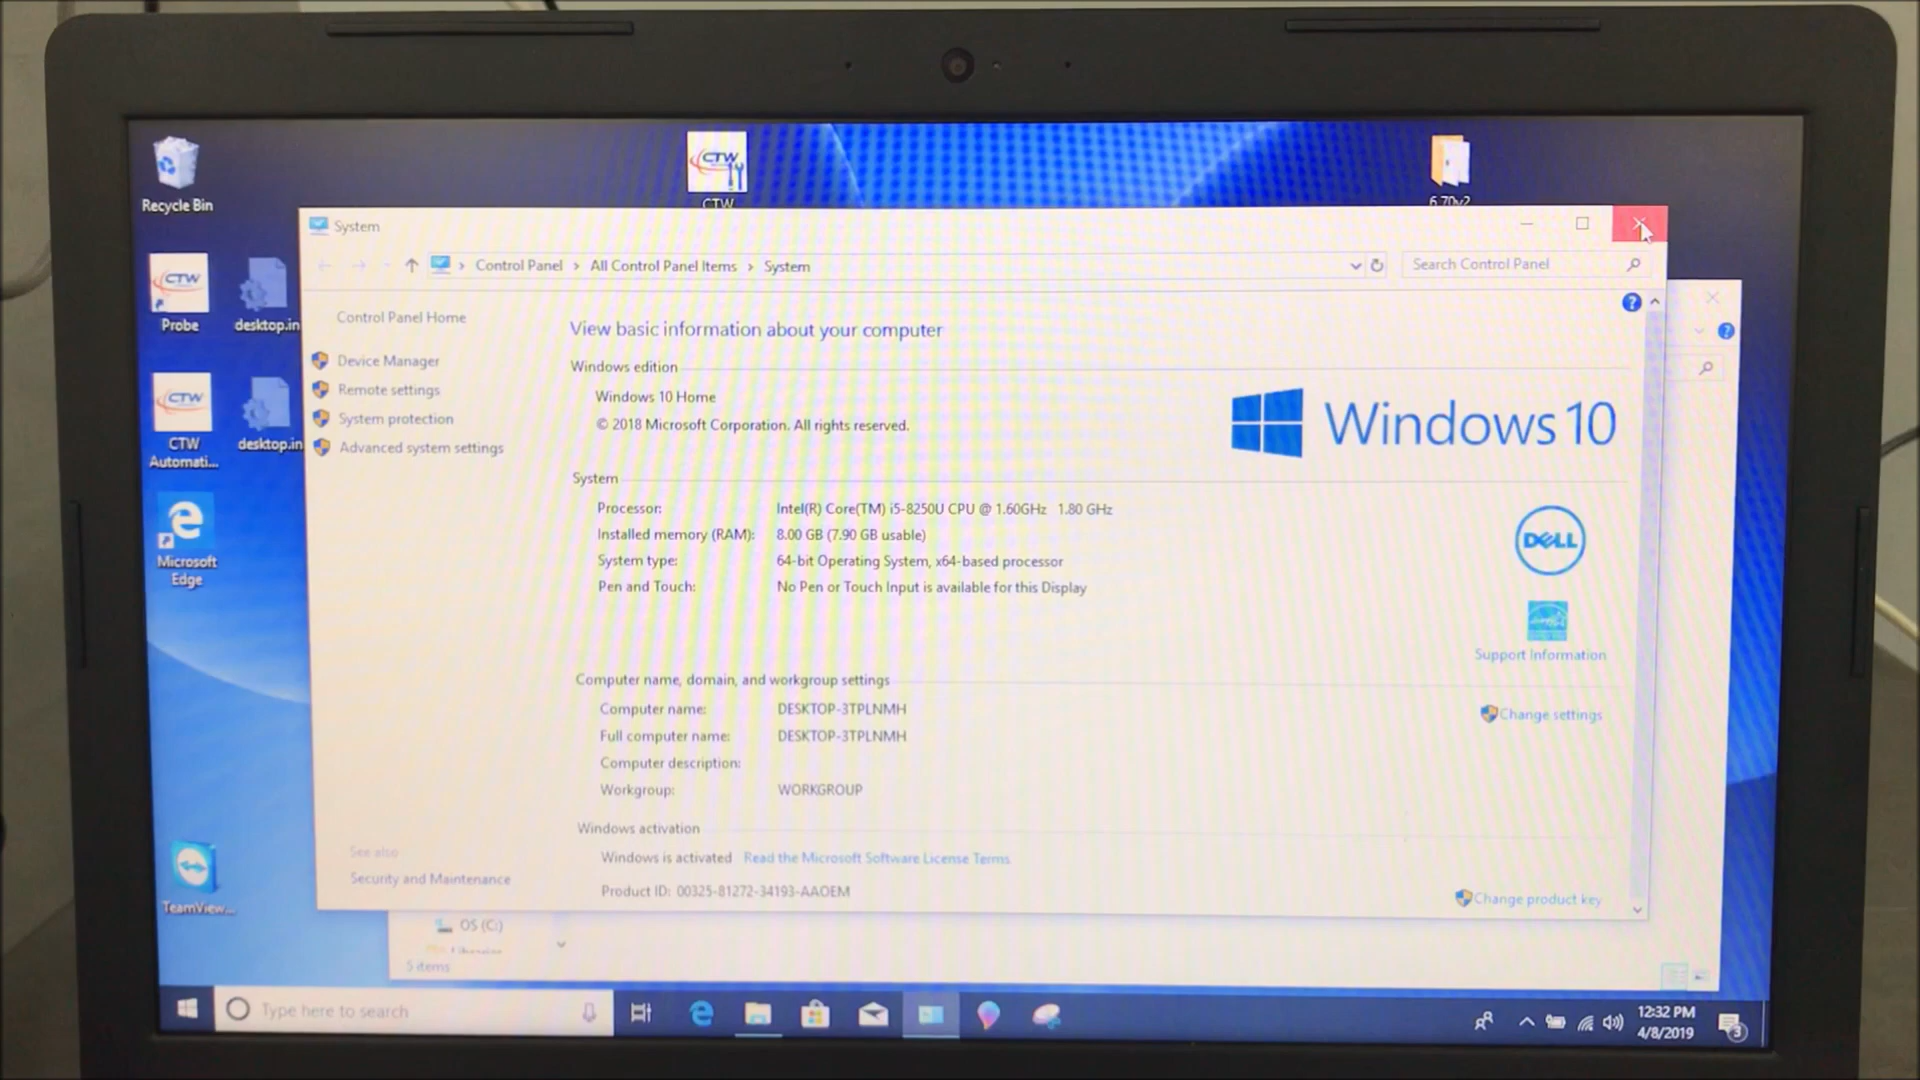 Recycle Bin
CTW
CTW
6.70v2
System
Control Panel > All Control Panel Items > System
Search Control Panel
CTW
Probe
desktop.in
Control Panel Home
Device Manager
Remote settings
System protection
Advanced system settings
View basic information about your computer
Windows edition
Windows 10 Home
© 2018 Microsoft Corporation. All rights reserved.
Windows 10
CTW
CTW
Automati...
desktop.in
System
Processor: Intel(R) Core(TM) i5-8250U CPU @ 1.60GHz 1.80 GHz
Installed memory (RAM): 8.00 GB (7.90 GB usable)
System type: 64-bit Operating System, x64-based processor
Pen and Touch: No Pen or Touch Input is available for this Display
DELL
Support Information
Microsoft
Edge
Computer name, domain, and workgroup settings
Computer name: DESKTOP-3TPLNMH
Change settings
Full computer name: DESKTOP-3TPLNMH
Computer description:
Workgroup: WORKGROUP
Windows activation
Windows is activated Read the Microsoft Software License Terms
Product ID: 00325-81272-34193-AAOEM
Change product key
See also
Security and Maintenance
TeamView...
OS (C:)
5 items
Type here to search
12:32 PM
4/8/2019
3